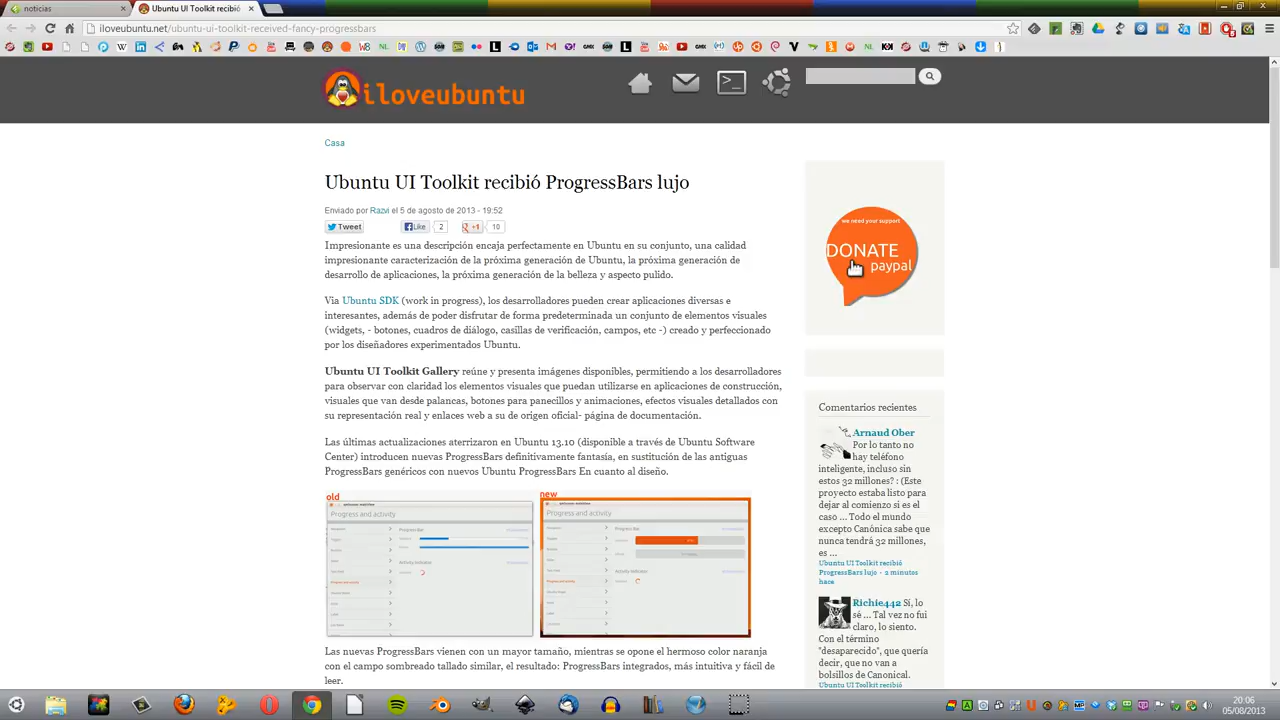 noticias
Ubuntu UI Toolkit recibió
iloveubuntu.net/ubuntu-ui-toolkit-received-fancy-progressbars
iloveubuntu
Casa
Ubuntu UI Toolkit recibió ProgressBars lujo
Enviado por Razvi el 5 de agosto de 2013 - 19:52
Tweet Like 2 +1 10
Impresionante es una descripción encaja perfectamente en Ubuntu en su conjunto, una calidad
impresionante caracterización de la próxima generación de Ubuntu, la próxima generación de
desarrollo de aplicaciones, la próxima generación de la belleza y aspecto pulido.
Via Ubuntu SDK (work in progress), los desarrolladores pueden crear aplicaciones diversas e
interesantes, además de poder disfrutar de forma predeterminada un conjunto de elementos visuales
(widgets, - botones, cuadros de diálogo, casillas de verificación, campos, etc -) creado y perfeccionado
por los diseñadores experimentados Ubuntu.
Ubuntu UI Toolkit Gallery reúne y presenta imágenes disponibles, permitiendo a los desarrolladores
para observar con claridad los elementos visuales que puedan utilizarse en aplicaciones de construcción,
visuales que van desde palancas, botones para panecillos y animaciones, efectos visuales detallados con
su representación real y enlaces web a su de origen oficial- página de documentación.
Las últimas actualizaciones aterrizaron en Ubuntu 13.10 (disponible a través de Ubuntu Software
Center) introducen nuevas ProgressBars definitivamente fantasía, en sustitución de las antiguas
ProgressBars genéricos con nuevos Ubuntu ProgressBars En cuanto al diseño.
old
Progress and activity
ProgressBar
Activity Indicator
new
Progress and activity
Progress Bar
Activity Indicator
Las nuevas ProgressBars vienen con un mayor tamaño, mientras se opone el hermoso color naranja
con el campo sombreado tallado similar, el resultado: ProgressBars integrados, más intuitiva y fácil de
leer.
we need your support
DONATE
paypal
Comentarios recientes
Arnaud Ober
Por lo tanto
no hay teléfono
inteligente, incluso sin
estos 32 millones? : (Este
proyecto estaba listo para
dejar al comienzo si es el
caso ... Todo el mundo
excepto Canónica sabe que
nunca tendrá 32 millones,
es ...
Ubuntu UI Toolkit recibió
ProgressBars lujo - 2 minutos
hace
Richie442 Sí, lo
sé ... Tal vez no fui
claro, lo siento.
Con el término
"desaparecido", que quería
decir, que no van a
bolsillos de Canonical.
Ubuntu UI Toolkit recibió
20:06
05/08/2013